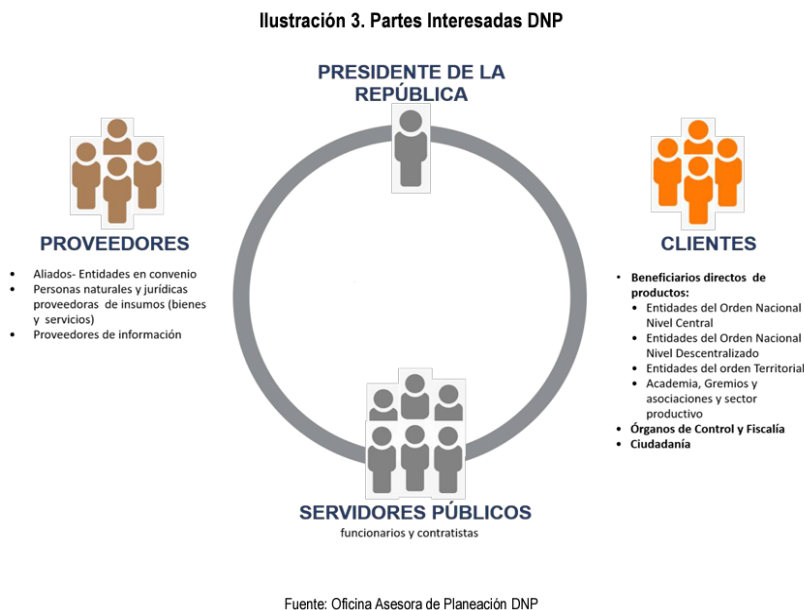 Ilustración 3. Partes Interesadas DNP
PRESIDENTE DE LA
REPÚBLICA
PROVEEDORES
• Aliados- Entidades en convenio
• Personas naturales y jurídicas
proveedoras de insumos (bienes
y servicios)
• Proveedores de información
CLIENTES
• Beneficiarios directos de
productos:
• Entidades del Orden Nacional
Nivel Central
• Entidades del Orden Nacional
Nivel Descentralizado
• Entidades del orden Territorial
• Academia, Gremios y
asociaciones y sector
productivo
• Órganos de Control y Fiscalía
• Ciudadanía
SERVIDORES PÚBLICOS
funcionarios y contratistas
Fuente: Oficina Asesora de Planeación DNP